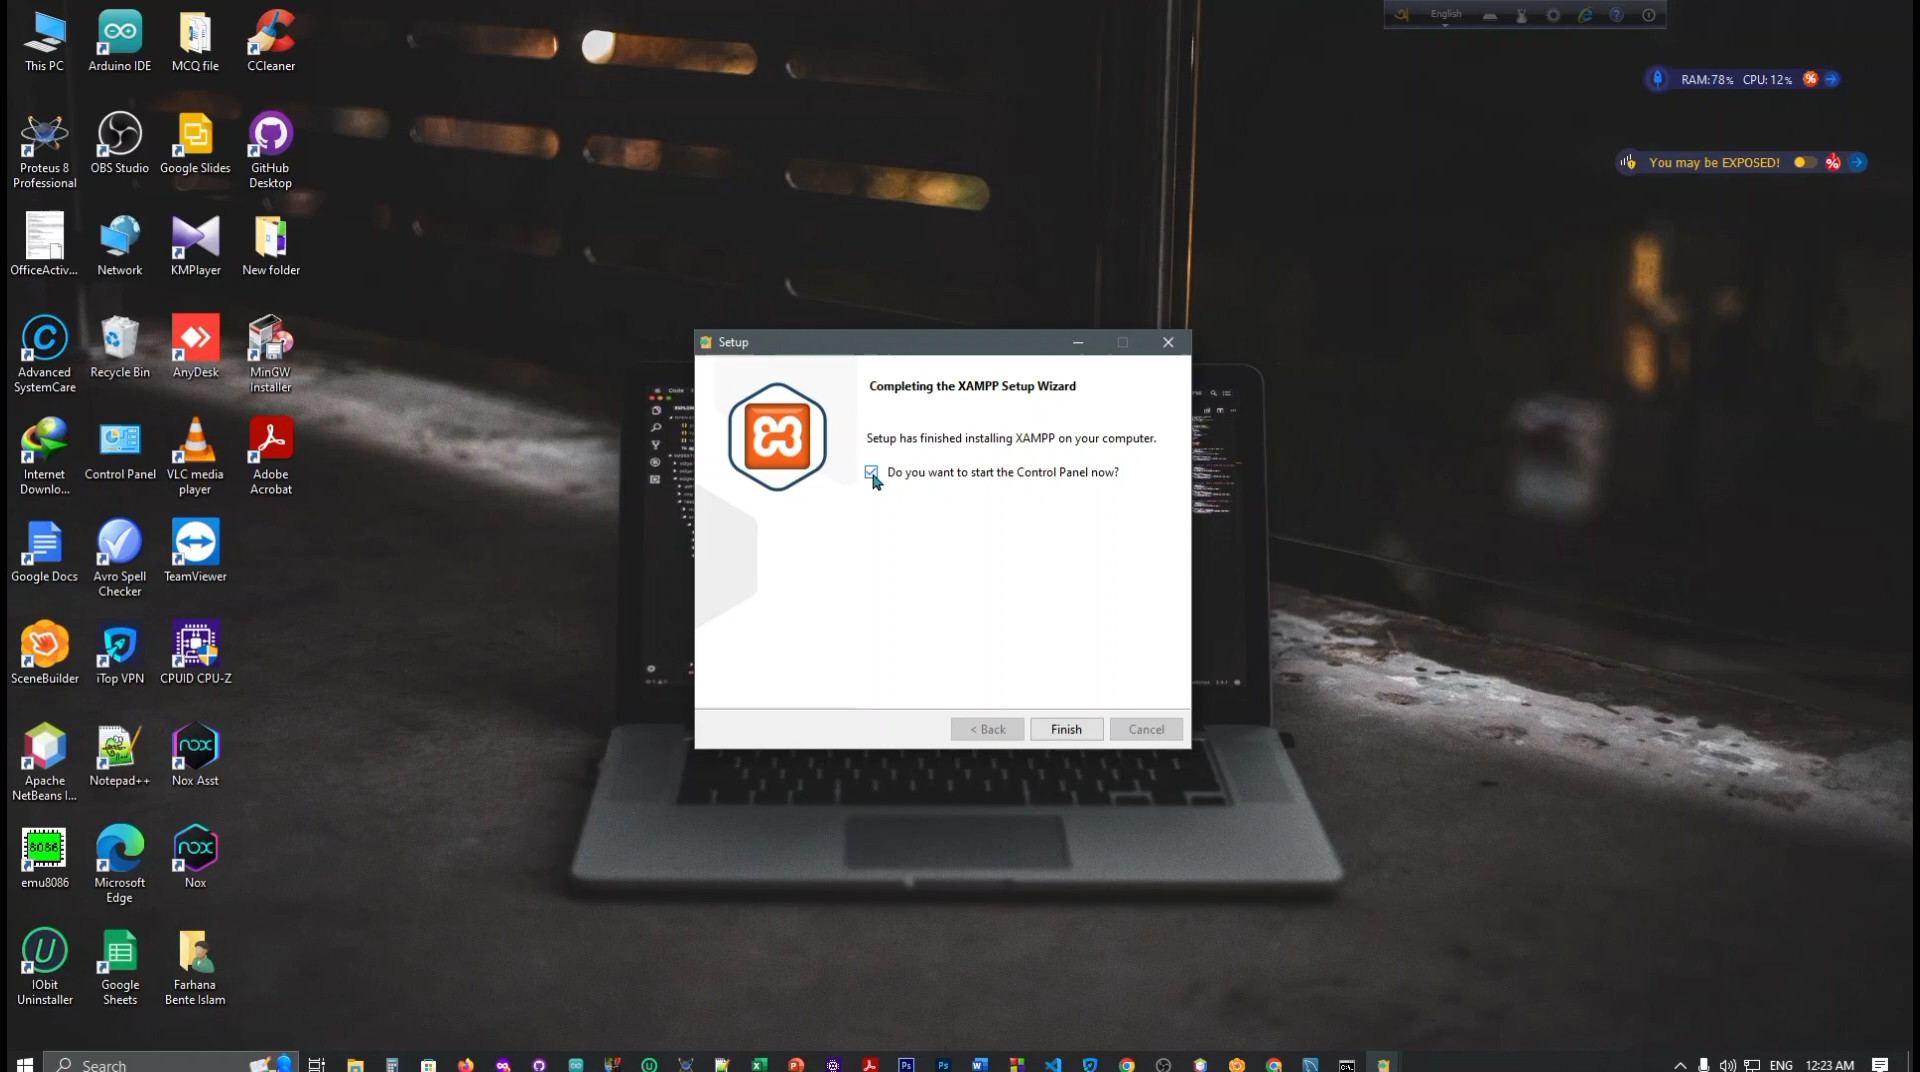 This PC
Arduino IDE
MCQ file
CCleaner
Proteus 8
Professional
OBS Studio
Google Slides
GitHub
Desktop
OfficeActiv...
Network
KMPlayer
New folder
Advanced
SystemCare
Recycle Bin
AnyDesk
MinGW
Installer
Internet
Downlo...
Control Panel
VLC media
player
Adobe
Acrobat
Google Docs
Avro Spell
Checker
TeamViewer
SceneBuilder
iTop VPN
CPUID CPU-Z
Apache
NetBeans I...
Notepad++
nox
Nox Asst
8086
emu8086
Microsoft
Edge
nox
Nox
IObit
Uninstaller
Google
Sheets
Farhana
Bente Islam
English
RAM:78% CPU: 12%
You may be EXPOSED!
Setup
Completing the XAMPP Setup Wizard
Setup has finished installing XAMPP on your computer.
Do you want to start the Control Panel now?
< Back
Finish
Cancel
Search
ENG
12:23 AM